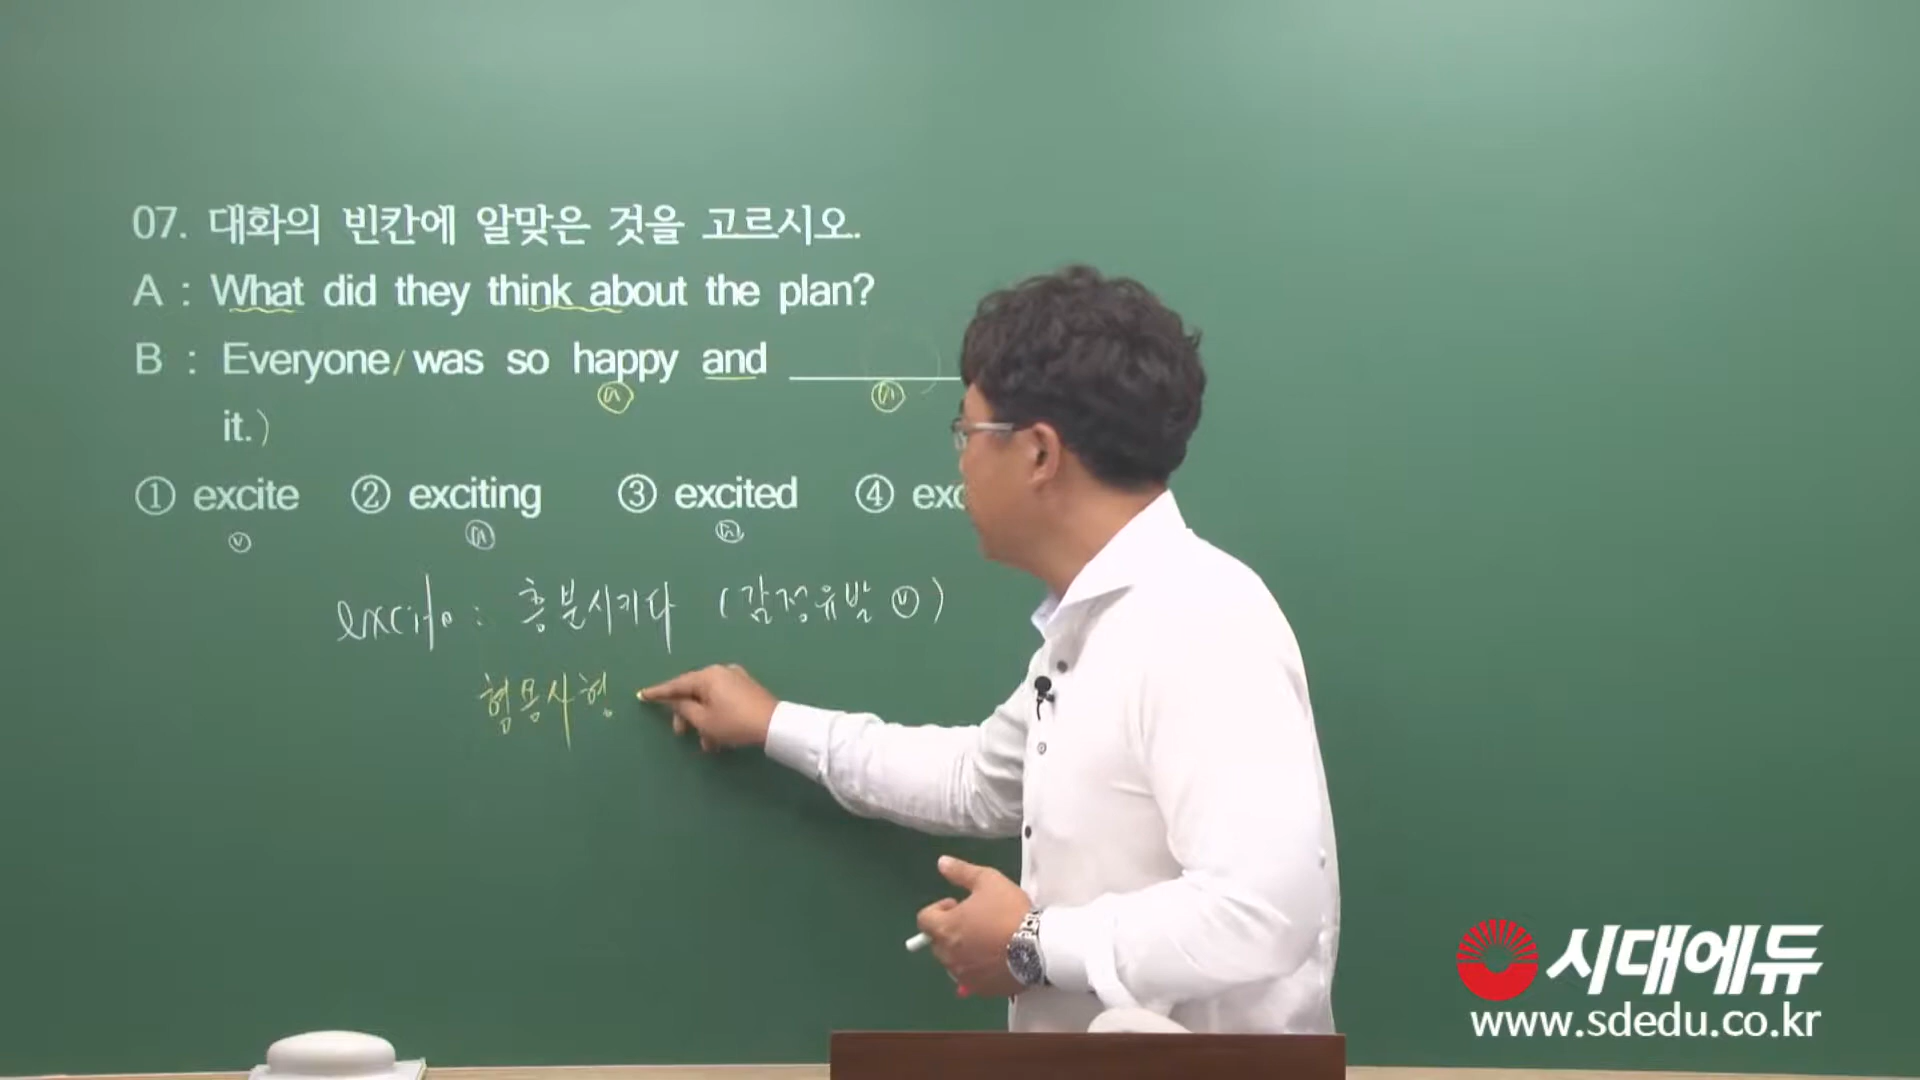 07. 대화의 빈칸에 알맞은 것을 고르시오.
A : What did they think about the plan?
B : Everyone/ was so happy and ________
ⓐ ⓐ
it.)
① excite ② exciting ③ excited ④ exc
ⓥ ⓐ ⓐ
excite : 흥분시키다 (감정유발 ⓥ)
형용사형
시대에듀
www.sdedu.co.kr